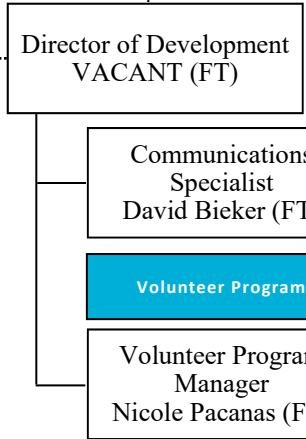 Director of Development
VACANT (FT)
Communications
Specialist
David Bieker (FT
Volunteer Program
Volunteer Program
Manager
Nicole Pacanas (F